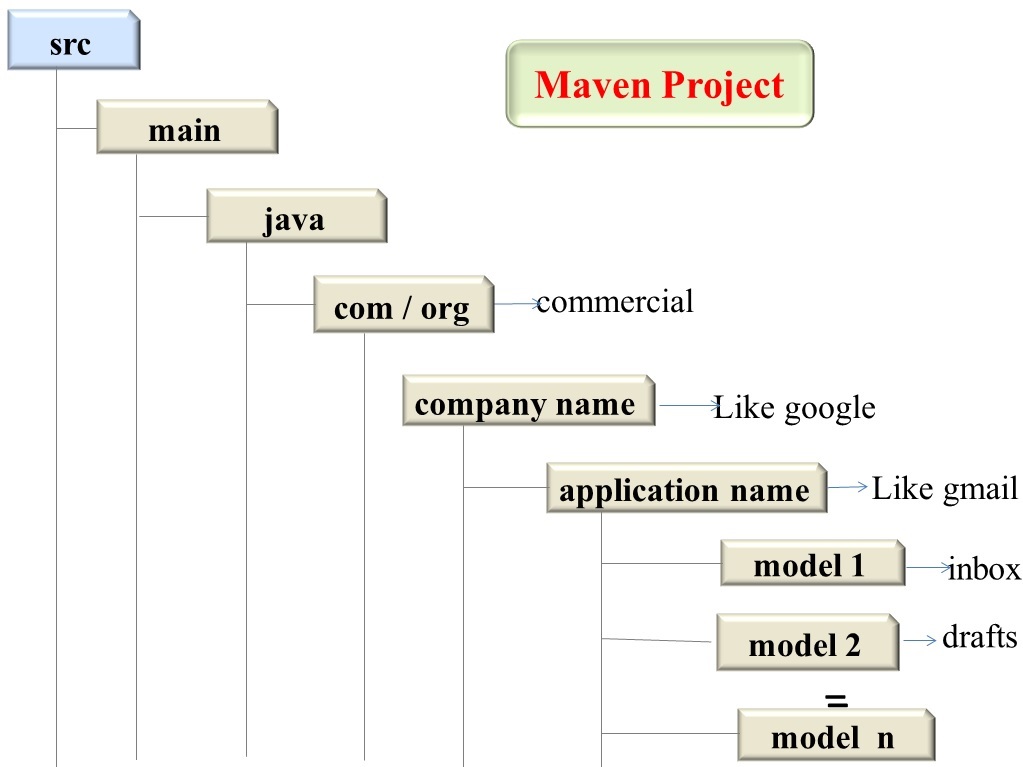 src
Maven Project
main
java
com / org
commercial
company name
Like google
application name
Like gmail
model 1
inbox
model 2
drafts
=
model n